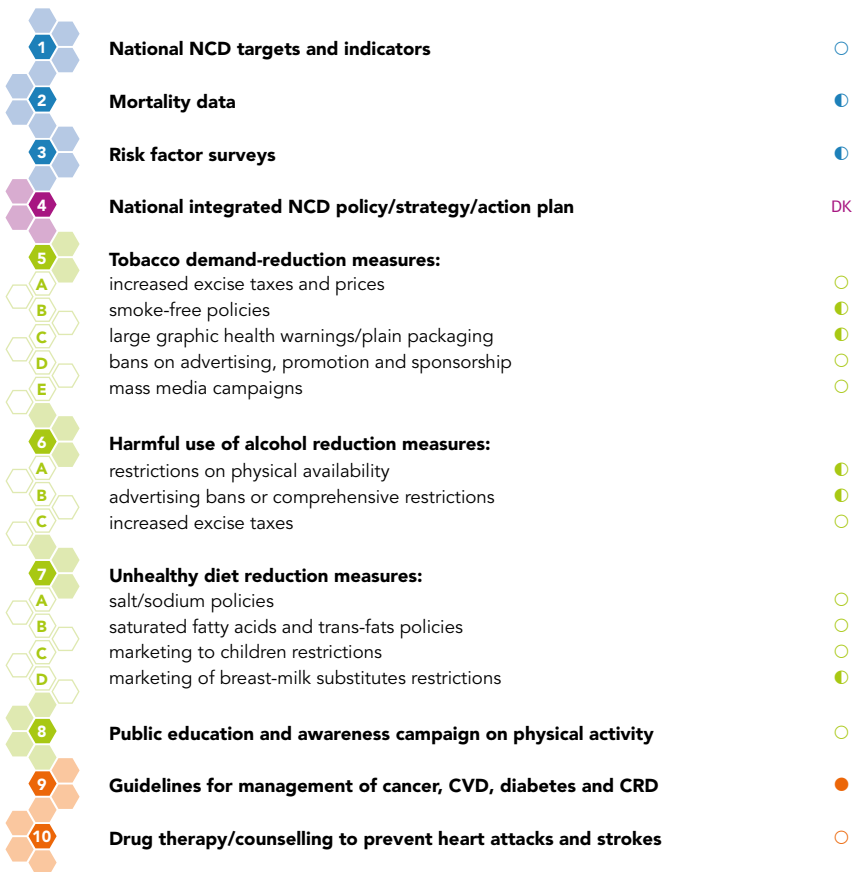 1 National NCD targets and indicators ○
2 Mortality data ◐
3 Risk factor surveys ◐
4 National integrated NCD policy/strategy/action plan DK
5 Tobacco demand-reduction measures:
A increased excise taxes and prices ○
B smoke-free policies ◐
C large graphic health warnings/plain packaging ◐
D bans on advertising, promotion and sponsorship ○
E mass media campaigns ○
6 Harmful use of alcohol reduction measures:
A restrictions on physical availability ◐
B advertising bans or comprehensive restrictions ◐
C increased excise taxes ○
7 Unhealthy diet reduction measures:
A salt/sodium policies ○
B saturated fatty acids and trans-fats policies ○
C marketing to children restrictions ○
D marketing of breast-milk substitutes restrictions ◐
8 Public education and awareness campaign on physical activity ○
9 Guidelines for management of cancer, CVD, diabetes and CRD ●
10 Drug therapy/counselling to prevent heart attacks and strokes ○